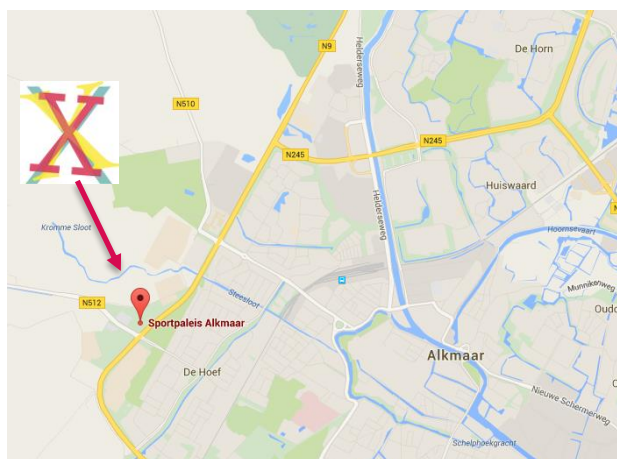 N9
Helderseweg
De Horn
X
N510
N245
N245
Huiswaard
Helderseweg
Kromme Sloot
Hoornsevaart
Munnikenweg
N512
Steesloot
Sportpaleis Alkmaar
Alkmaar
De Hoef
Nieuwe Schermerweg
Schelphoekgracht